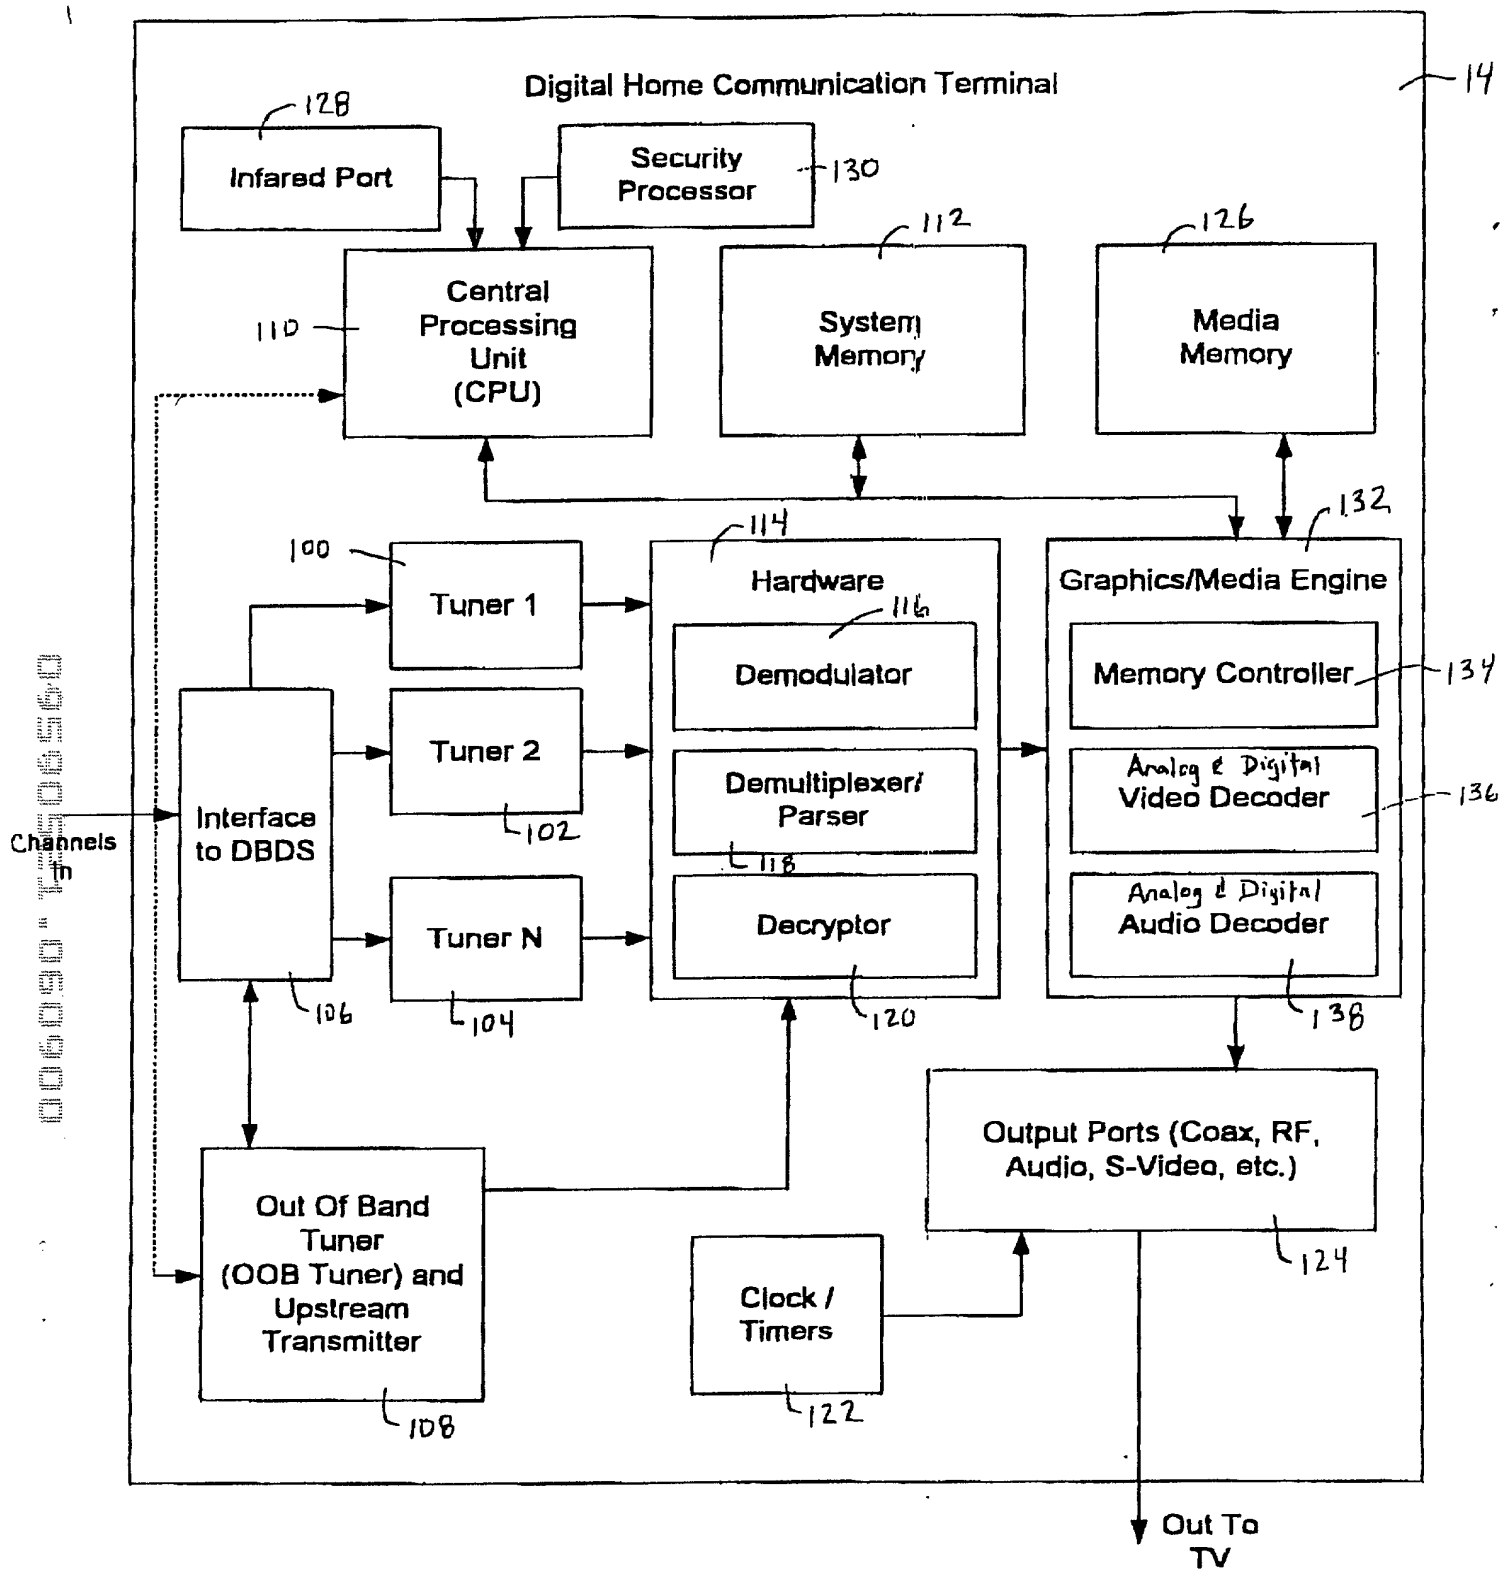 Digital Home Communication Terminal
14
128
Infared Port
Security
Processor
130
110
Central
Processing
Unit
(CPU)
112
System
Memory
126
Media
Memory
100
Tuner 1
Tuner 2
102
Tuner N
104
114
Hardware
116
Demodulator
Demultiplexer/
Parser
118
Decryptor
120
132
Graphics/Media Engine
Memory Controller
134
Analog & Digital
Video Decoder
136
Analog & Digital
Audio Decoder
138
Channels
In
Interface
to DBDS
106
Out Of Band
Tuner
(OOB Tuner) and
Upstream
Transmitter
108
Clock /
Timers
122
Output Ports (Coax, RF,
Audio, S-Video, etc.)
124
Out To
TV